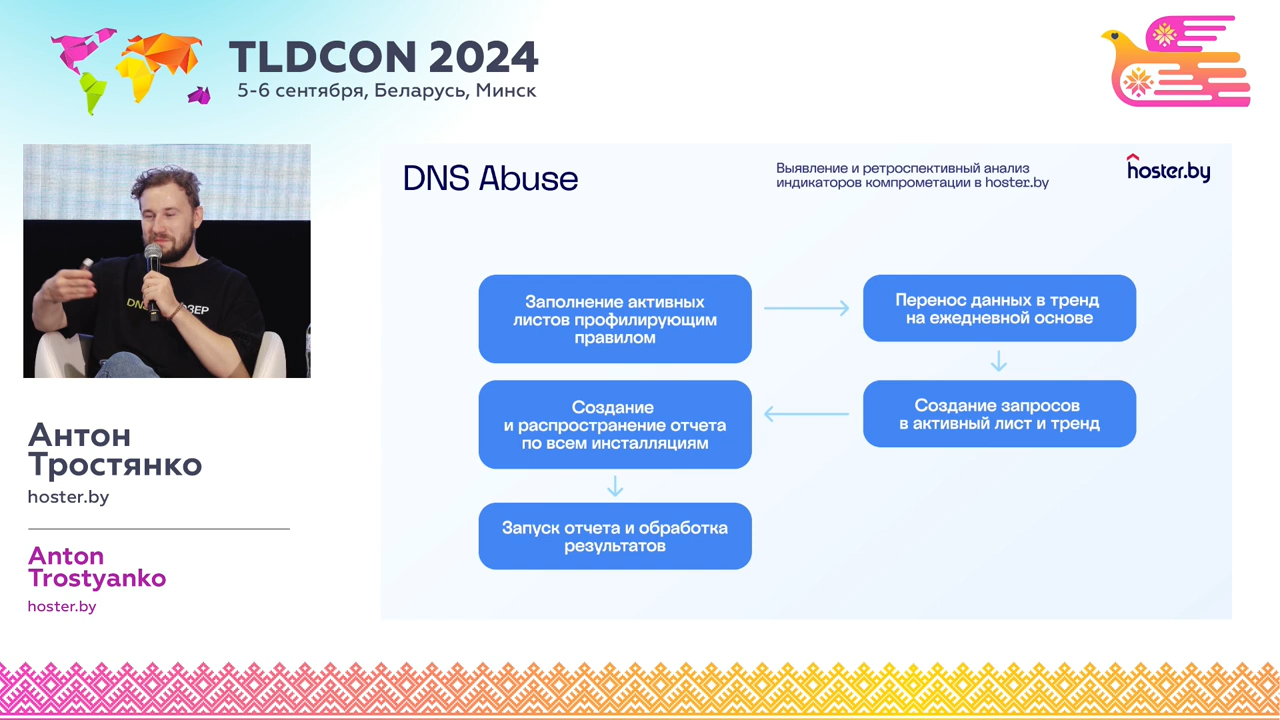 TLDCON 2024
5-6 сентября, Беларусь, Минск
DNS Abuse
Выявление и ретроспективный анализ
индикаторов компрометации в hoster.by
hoster.by
Заполнение активных
листов профилирующим
правилом
Перенос данных в тренд
на ежедневной основе
Создание запросов
в активный лист и тренд
Создание
и распространение отчета
по всем инсталляциям
Запуск отчета и обработка
результатов
Антон
Тростянко
hoster.by
Anton
Trostyanko
hoster.by